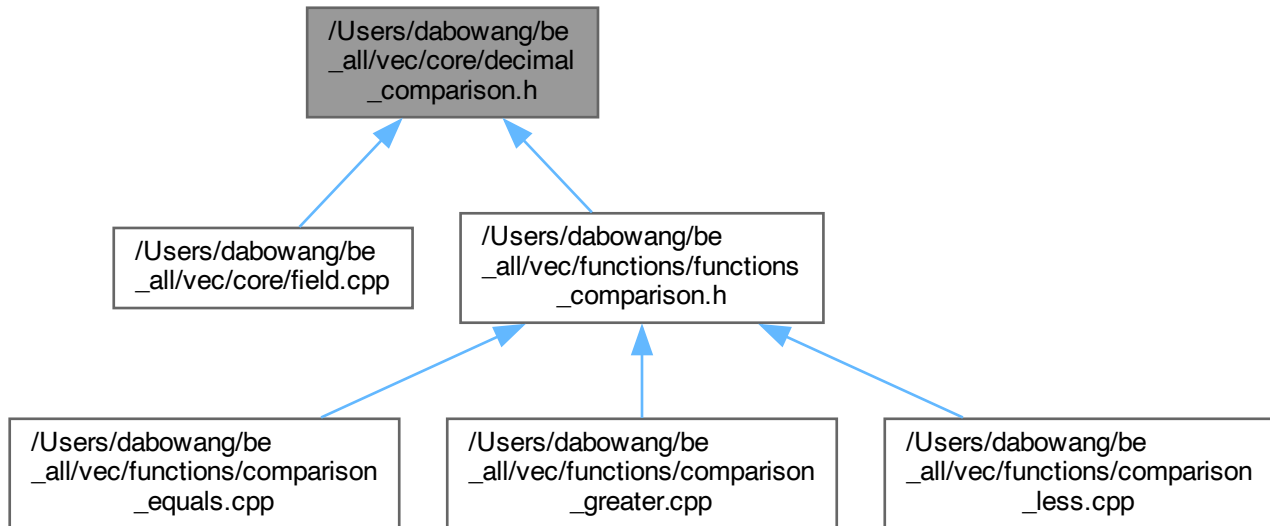 /Users/dabowang/be
_all/vec/core/decimal
_comparison.h
/Users/dabowang/be
_all/vec/core/field.cpp
/Users/dabowang/be
_all/vec/functions/functions
_comparison.h
/Users/dabowang/be
_all/vec/functions/comparison
_equals.cpp
/Users/dabowang/be
_all/vec/functions/comparison
_greater.cpp
/Users/dabowang/be
_all/vec/functions/comparison
_less.cpp